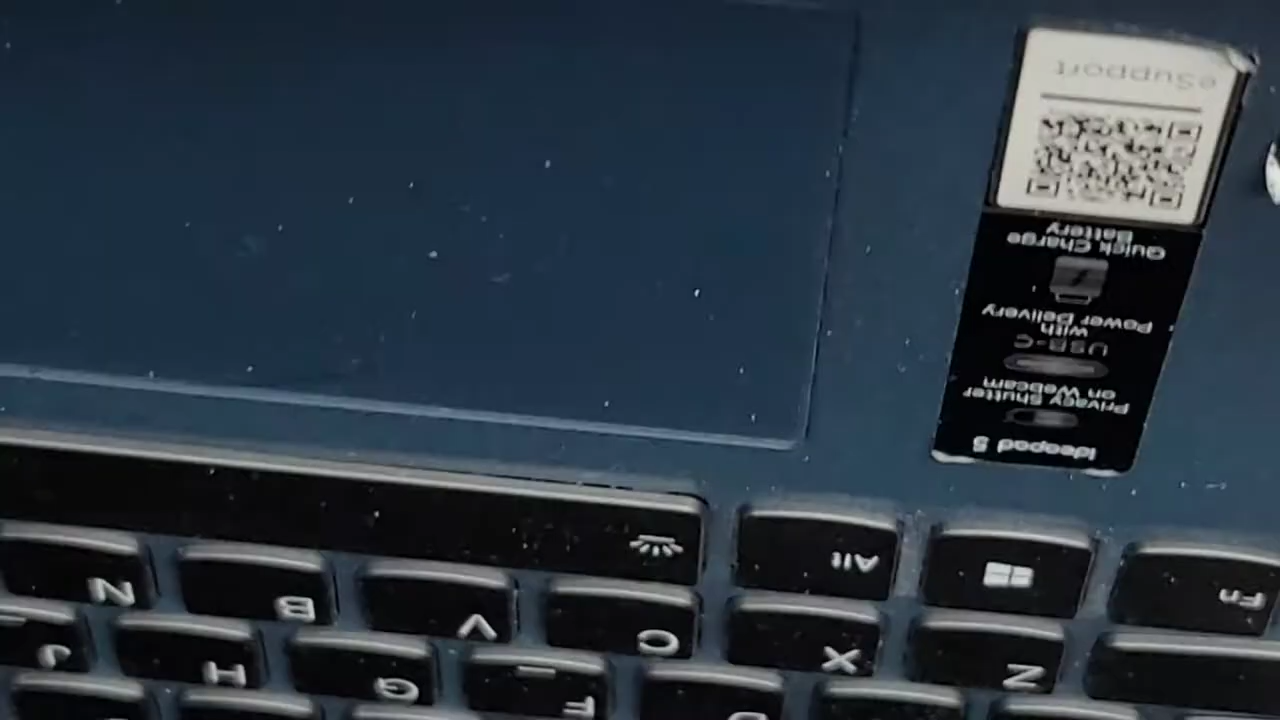 D F G H J
Z X C V B N
Fn Alt
Ideapad 5
Privacy Shutter
on Webcam
USB-C
with
Power Delivery
Quick Charge
Battery
eSupport